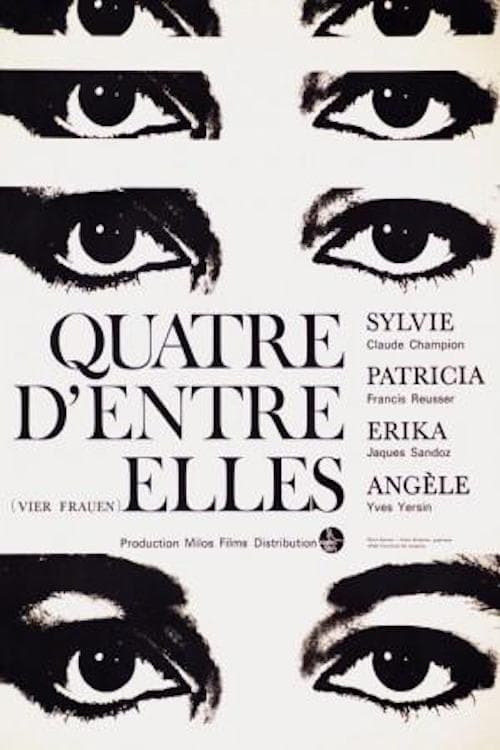 QUATRE
D'ENTRE
(VIER FRAUEN) ELLES
SYLVIE
Claude Champion
PATRICIA
Francis Reusser
ERIKA
Jaques Sandoz
ANGÈLE
Yves Yersin
Production Milos Films Distribution